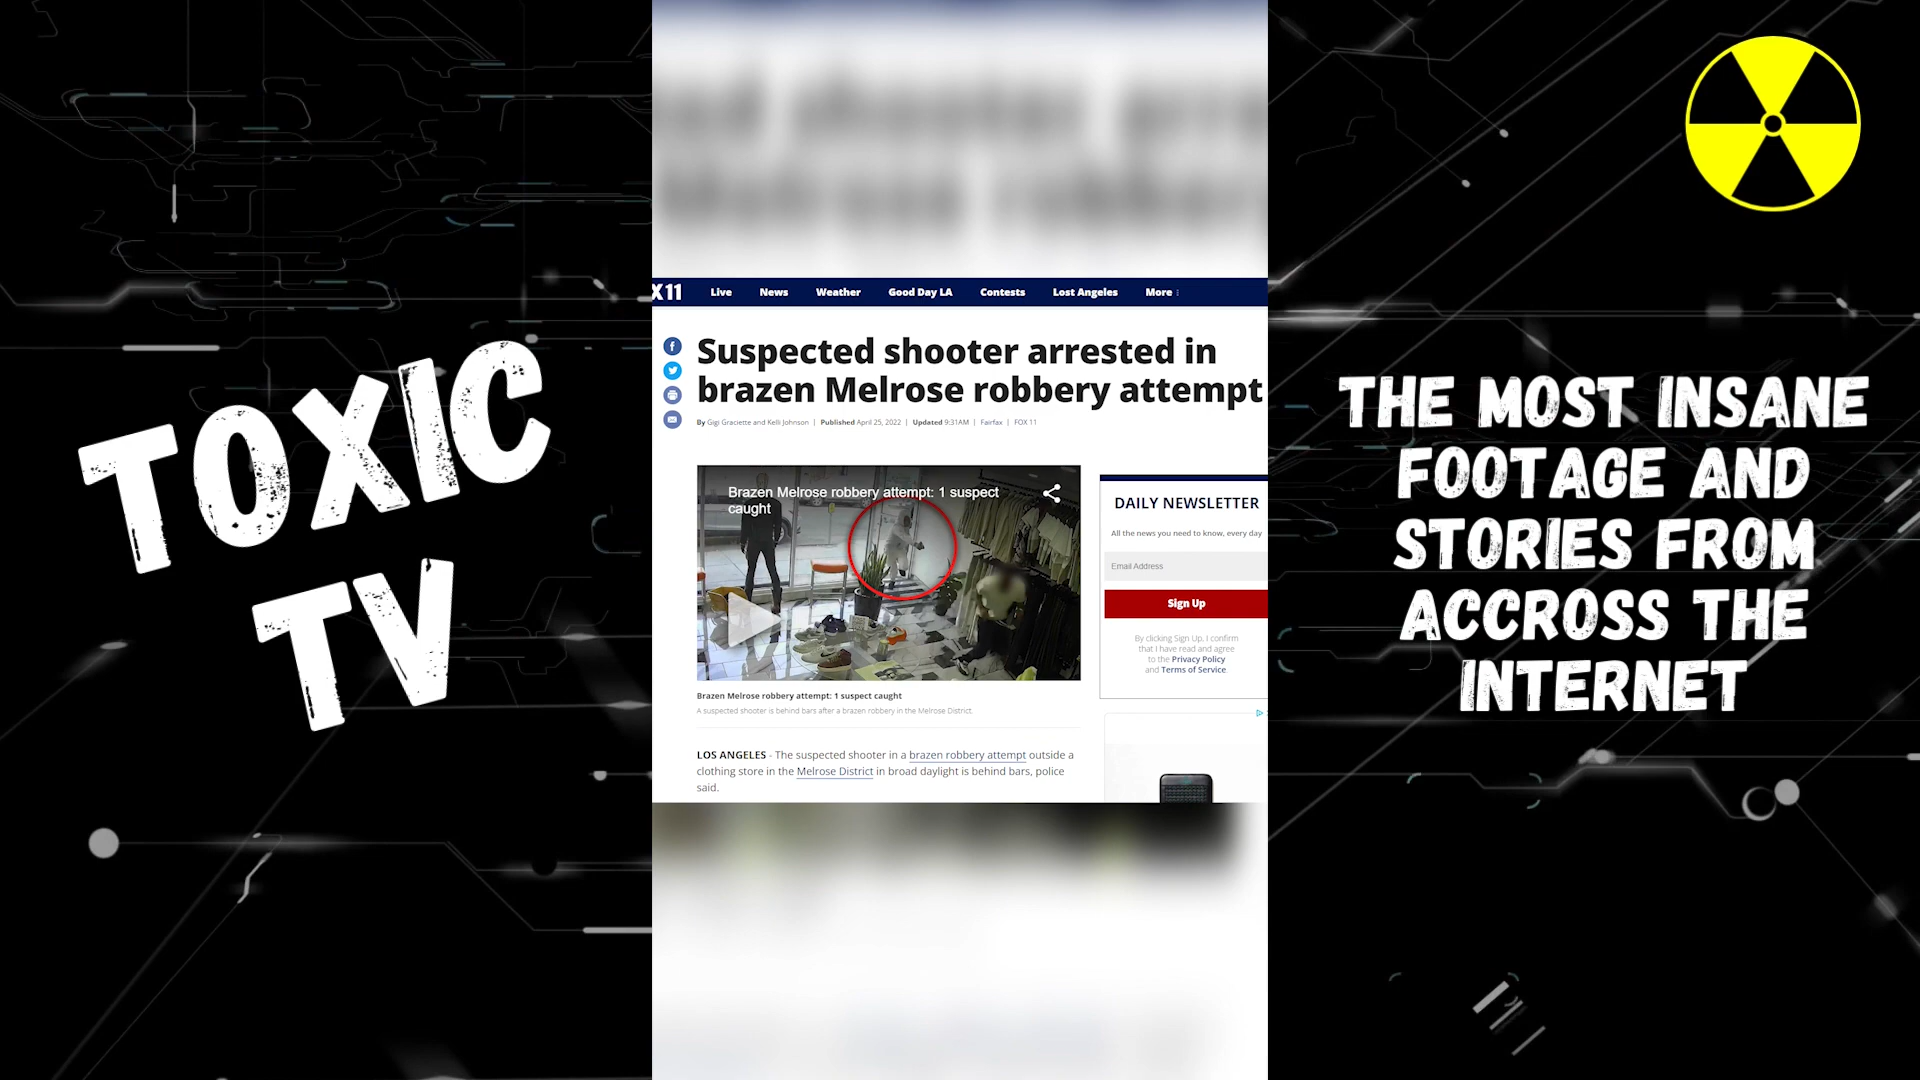 TOXIC
TV
X11
Live News Weather Good Day LA Contests Lost Angeles More
Suspected shooter arrested in
brazen Melrose robbery attempt
By Gigi Graciette and Kelli Johnson | Published April 25, 2022 | Updated 9:31AM | Fairfax | FOX 11
Brazen Melrose robbery attempt: 1 suspect
caught
Brazen Melrose robbery attempt: 1 suspect caught
A suspected shooter is behind bars after a brazen robbery in the Melrose District.
LOS ANGELES - The suspected shooter in a brazen robbery attempt outside a
clothing store in the Melrose District in broad daylight is behind bars, police
said.
DAILY NEWSLETTER
All the news you need to know, every day
Email Address
Sign Up
By clicking Sign Up, I confirm
that I have read and agree
to the Privacy Policy
and Terms of Service
THE MOST INSANE
FOOTAGE AND
STORIES FROM
ACCROSS THE
INTERNET